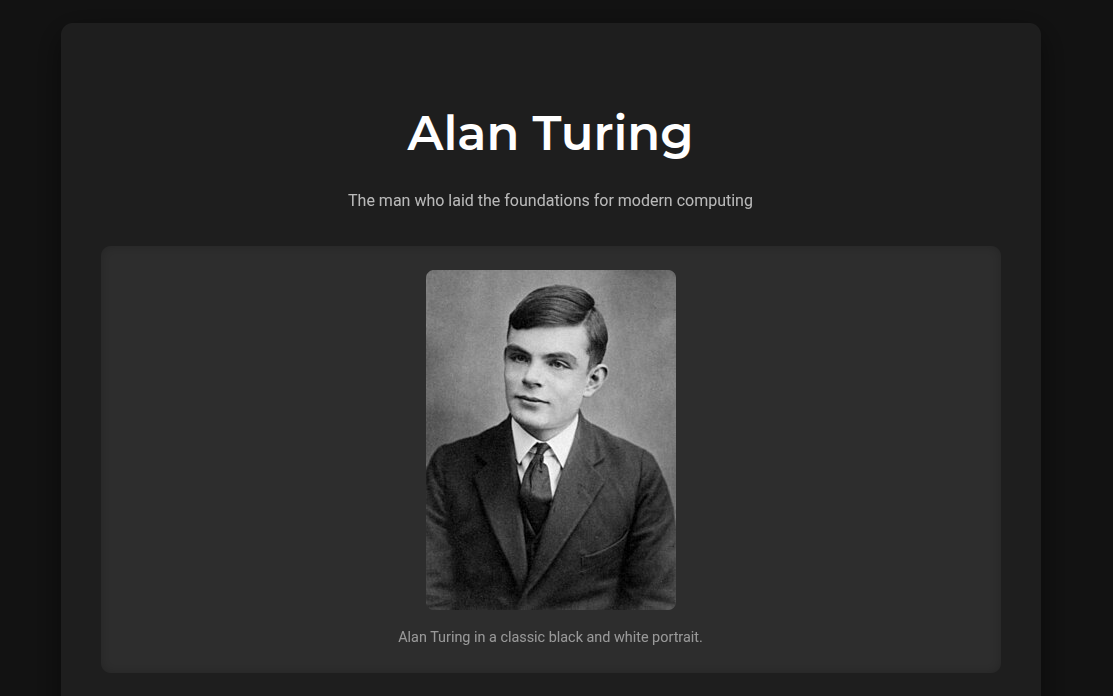 Alan Turing
The man who laid the foundations for modern computing
Alan Turing in a classic black and white portrait.